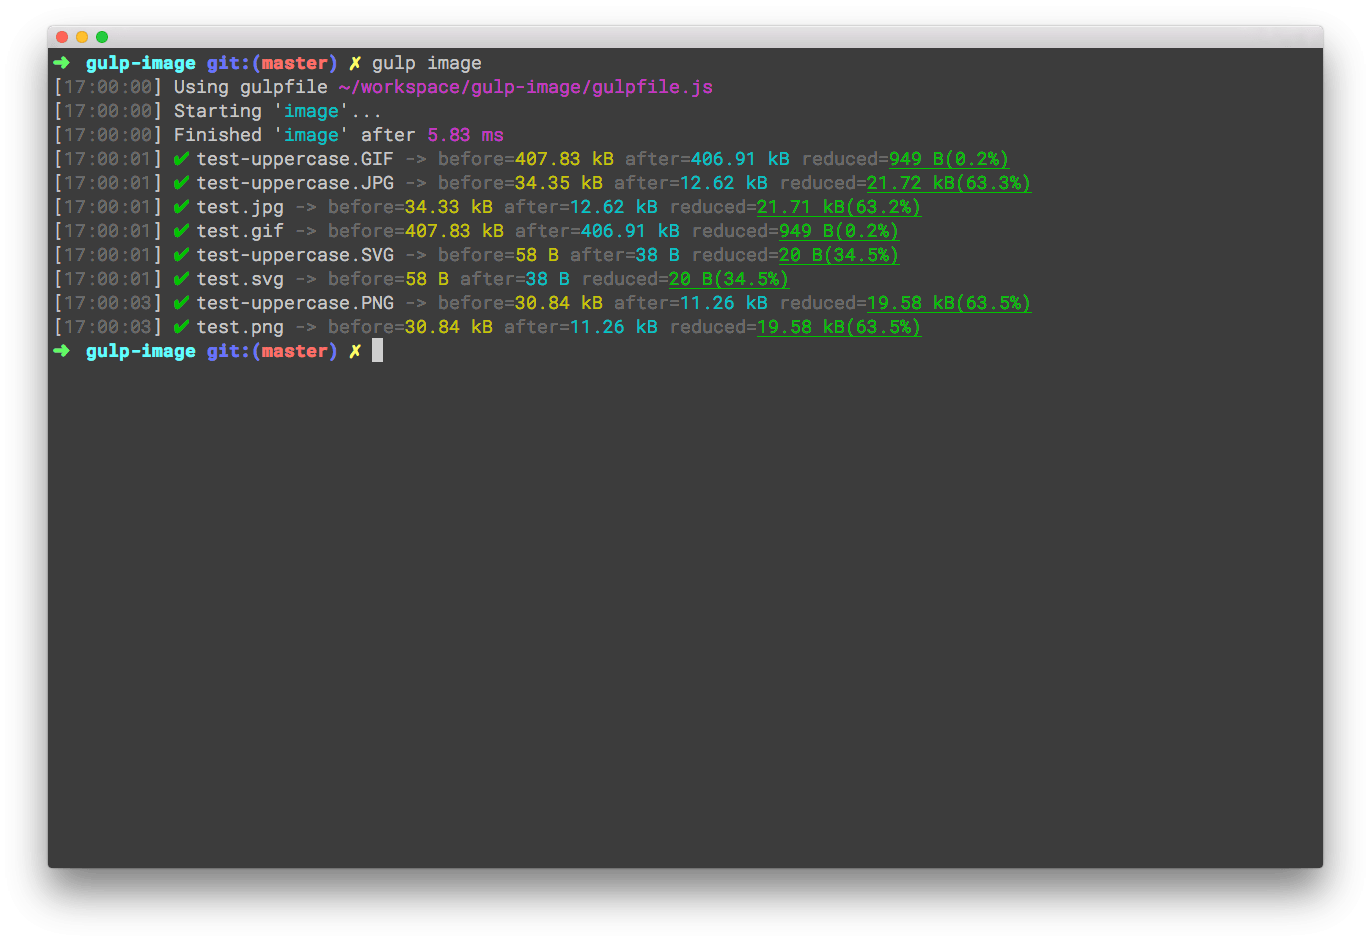 ➜ gulp-image git:(master) ✗ gulp image
[17:00:00] Using gulpfile ~/workspace/gulp-image/gulpfile.js
[17:00:00] Starting 'image'...
[17:00:00] Finished 'image' after 5.83 ms
[17:00:01] ✔ test-uppercase.GIF -> before=407.83 kB after=406.91 kB reduced=949 B(0.2%)
[17:00:01] ✔ test-uppercase.JPG -> before=34.35 kB after=12.62 kB reduced=21.72 kB(63.3%)
[17:00:01] ✔ test.jpg -> before=34.33 kB after=12.62 kB reduced=21.71 kB(63.2%)
[17:00:01] ✔ test.gif -> before=407.83 kB after=406.91 kB reduced=949 B(0.2%)
[17:00:01] ✔ test-uppercase.SVG -> before=58 B after=38 B reduced=20 B(34.5%)
[17:00:01] ✔ test.svg -> before=58 B after=38 B reduced=20 B(34.5%)
[17:00:03] ✔ test-uppercase.PNG -> before=30.84 kB after=11.26 kB reduced=19.58 kB(63.5%)
[17:00:03] ✔ test.png -> before=30.84 kB after=11.26 kB reduced=19.58 kB(63.5%)
➜ gulp-image git:(master) ✗